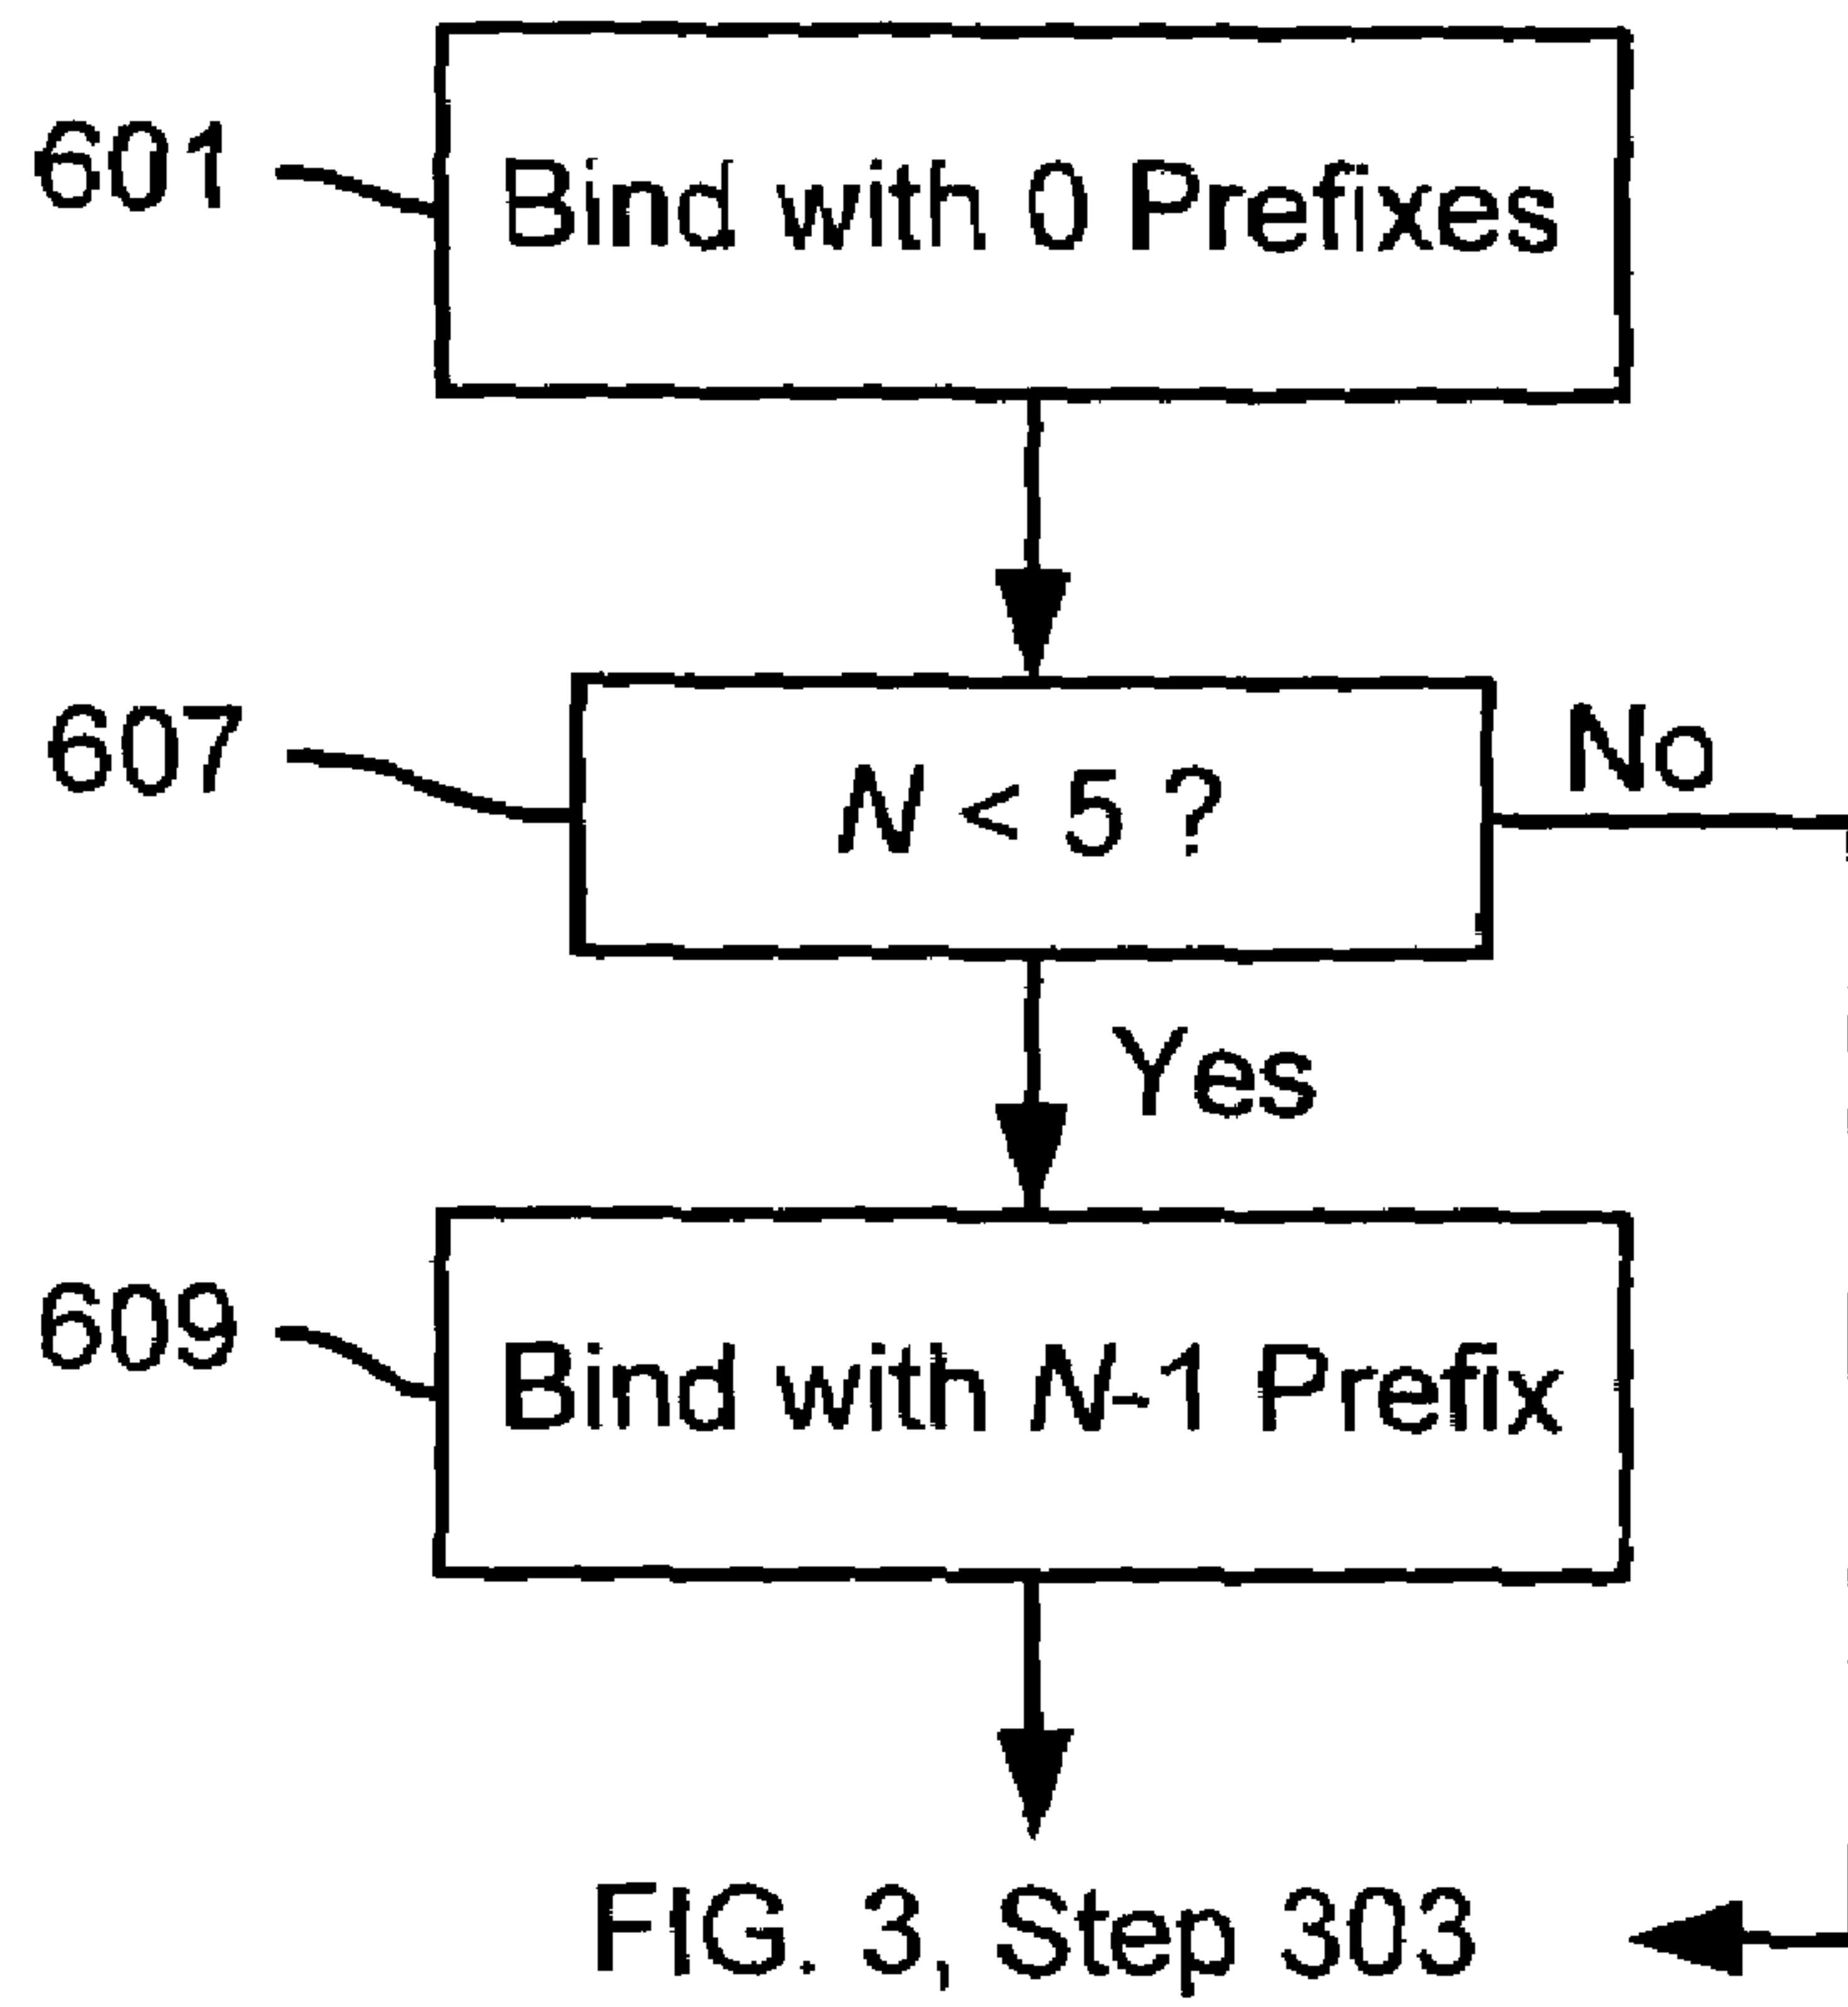 601
Bind with 0 Prefixes
607
N < 5 ?
No
Yes
609
Bind with N-1 Prefix
FIG. 3, Step 303